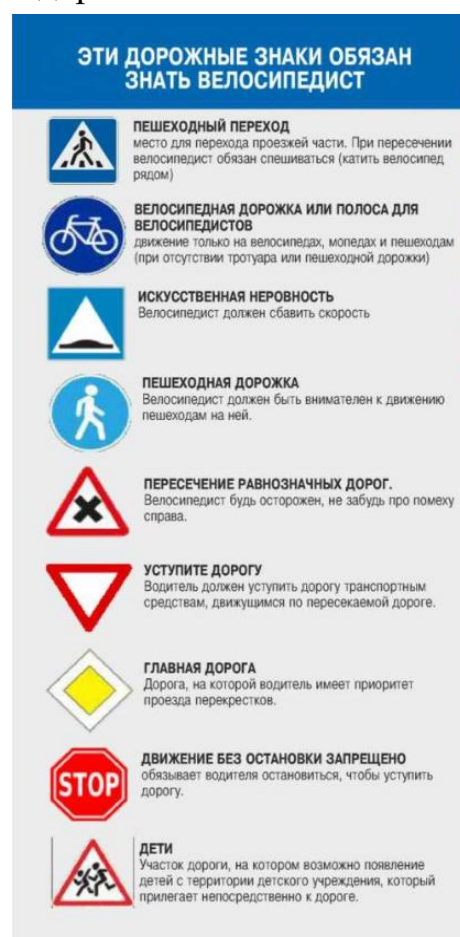 ЭТИ ДОРОЖНЫЕ ЗНАКИ ОБЯЗАН
ЗНАТЬ ВЕЛОСИПЕДИСТ
ПЕШЕХОДНЫЙ ПЕРЕХОД
место для перехода проезжей части. При пересечении
велосипедист обязан спешиваться (катить велосипед
рядом)
ВЕЛОСИПЕДНАЯ ДОРОЖКА ИЛИ ПОЛОСА ДЛЯ
ВЕЛОСИПЕДИСТОВ
движение только на велосипедах, мопедах и пешеходам
(при отсутствии тротуара или пешеходной дорожки)
ИСКУССТВЕННАЯ НЕРОВНОСТЬ
Велосипедист должен сбавить скорость
ПЕШЕХОДНАЯ ДОРОЖКА
Велосипедист должен быть внимателен к движению
пешеходам на ней.
ПЕРЕСЕЧЕНИЕ РАВНОЗНАЧНЫХ ДОРОГ.
Велосипедист будь осторожен, не забудь про помеху
справа.
УСТУПИТЕ ДОРОГУ
Водитель должен уступить дорогу транспортным
средствам, движущимся по пересекаемой дороге.
ГЛАВНАЯ ДОРОГА
Дорога, на которой водитель имеет приоритет
проезда перекрестков.
ДВИЖЕНИЕ БЕЗ ОСТАНОВКИ ЗАПРЕЩЕНО
обязывает водителя остановиться, чтобы уступить
дорогу.
STOP
ДЕТИ
Участок дороги, на котором возможно появление
детей с территории детского учреждения, который
прилегает непосредственно к дороге.